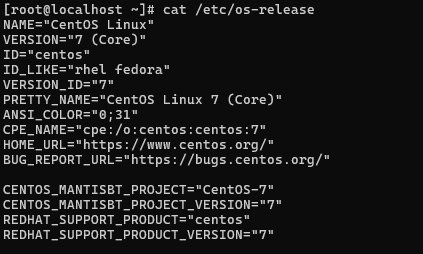 [root@localhost ~]# cat /etc/os-release
NAME="CentOS Linux"
VERSION="7 (Core)"
ID="centos"
ID_LIKE="rhel fedora"
VERSION_ID="7"
PRETTY_NAME="CentOS Linux 7 (Core)"
ANSI_COLOR="0;31"
CPE_NAME="cpe:/o:centos:centos:7"
HOME_URL="https://www.centos.org/"
BUG_REPORT_URL="https://bugs.centos.org/"

CENTOS_MANTISBT_PROJECT="CentOS-7"
CENTOS_MANTISBT_PROJECT_VERSION="7"
REDHAT_SUPPORT_PRODUCT="centos"
REDHAT_SUPPORT_PRODUCT_VERSION="7"